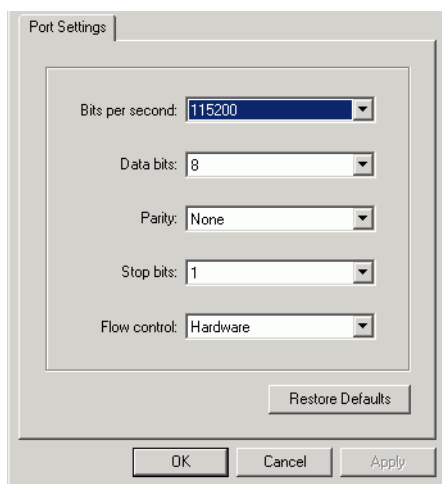 Port Settings
Bits per second: 115200
Data bits: 8
Parity: None
Stop bits: 1
Flow control: Hardware
Restore Defaults
OK Cancel Apply